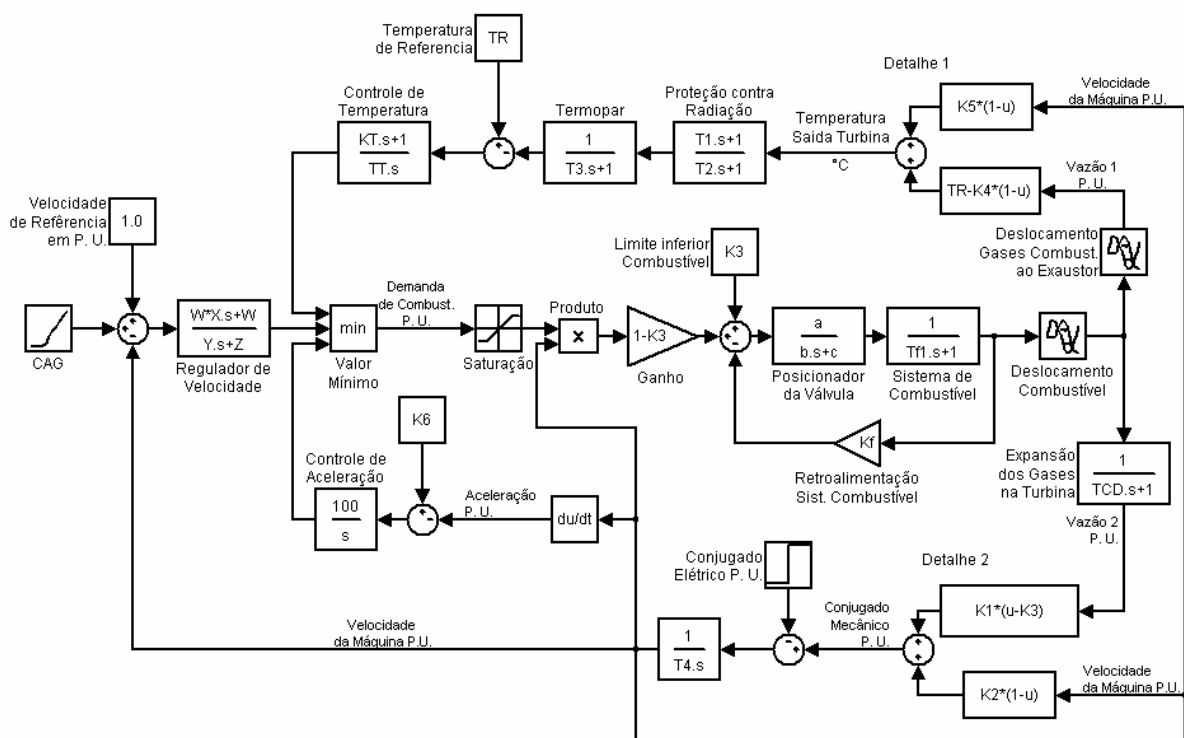 Temperatura
de Referencia
TR
Detalhe 1
Controle de
Temperatura
KT.s+1
TT.s
Termopar
1
T3.s+1
Proteção contra
Radiação
T1.s+1
T2.s+1
Temperatura
Saida Turbina
°C
K5*(1-u)
Velocidade
da Máquina P.U.
TR-K4*(1-u)
Vazão 1
P. U.
Velocidade
de Refêrencia
em P. U.
1.0
Deslocamento
Gases Combust.
ao Exaustor
Limite inferior
Combustível
K3
CAG
W*X.s+W
Y.s+Z
Regulador de
Velocidade
min
Valor
Mínimo
Demanda
de Combust.
P. U.
Saturação
Produto
×
1-K3
Ganho
a
b.s+c
Posicionador
da Válvula
1
Tf1.s+1
Sistema de
Combustível
Deslocamento
Combustível
Kf
Retroalimentação
Sist. Combustível
K6
Controle de
Aceleração
100
s
Aceleração
P. U.
du/dt
Expansão
dos Gases
na Turbina
1
TCD.s+1
Vazão 2
P. U.
Conjugado
Elétrico P. U.
Detalhe 2
K1*(u-K3)
Conjugado
Mecânico
P. U.
Velocidade
da Máquina P.U.
1
T4.s
K2*(1-u)
Velocidade
da Máquina P.U.